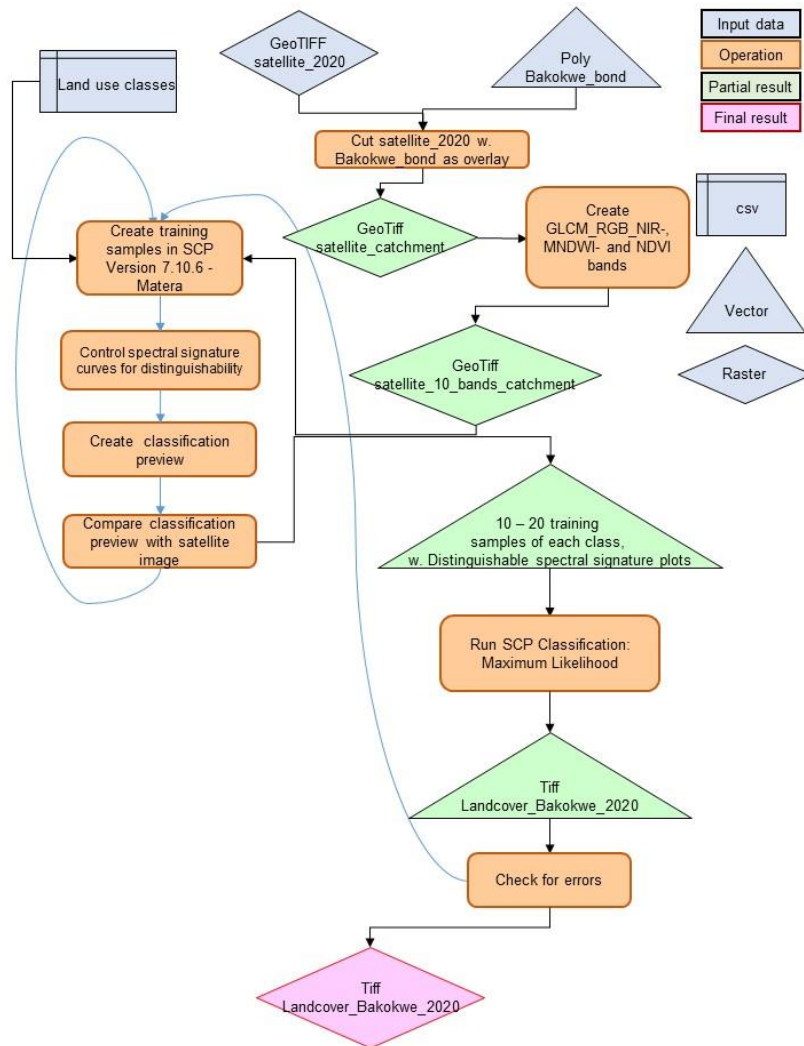 GeoTIFF
satellite_2020
Poly
Bakokwe_bond
Input data
Operation
Partial result
Final result
Land use classes
Cut satellite_2020 w.
Bakokwe_bond as overlay
GeoTiff
satellite_catchment
Create
GLCM_RGB_NIR-,
MNDWI- and NDVI
bands
csv
Vector
Raster
Create training
samples in SCP
Version 7.10.6 -
Matera
Control spectral signature
curves for distinguishability
Create classification
preview
Compare classification
preview with satellite
image
GeoTiff
satellite_10_bands_catchment
10 – 20 training
samples of each class,
w. Distinguishable spectral signature plots
Run SCP Classification:
Maximum Likelihood
Tiff
Landcover_Bakokwe_2020
Check for errors
Tiff
Landcover_Bakokwe_2020